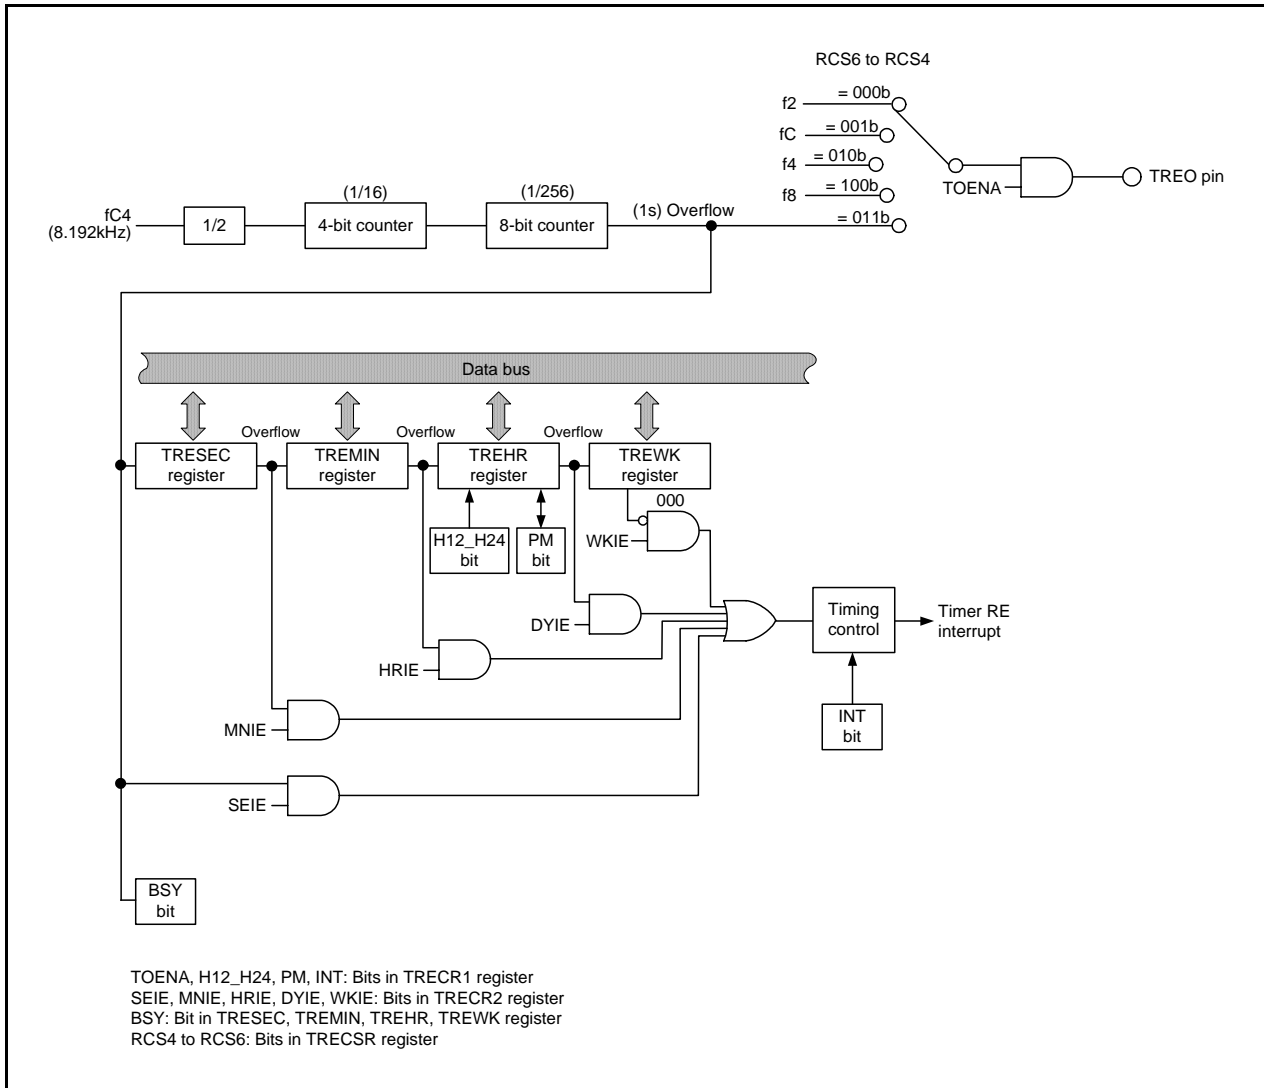 RCS6 to RCS4
f2
= 000b
fC
= 001b
f4
= 010b
f8
= 100b
= 011b
TOENA
TREO pin
fC4
(8.192kHz)
1/2
(1/16)
4-bit counter
(1/256)
8-bit counter
(1s) Overflow
Data bus
TRESEC
register
Overflow
TREMIN
register
Overflow
TREHR
register
Overflow
TREWK
register
H12_H24
bit
PM
bit
000
WKIE
DYIE
HRIE
MNIE
SEIE
Timing
control
Timer RE
interrupt
INT
bit
BSY
bit
TOENA, H12_H24, PM, INT: Bits in TRECR1 register
SEIE, MNIE, HRIE, DYIE, WKIE: Bits in TRECR2 register
BSY: Bit in TRESEC, TREMIN, TREHR, TREWK register
RCS4 to RCS6: Bits in TRECSR register